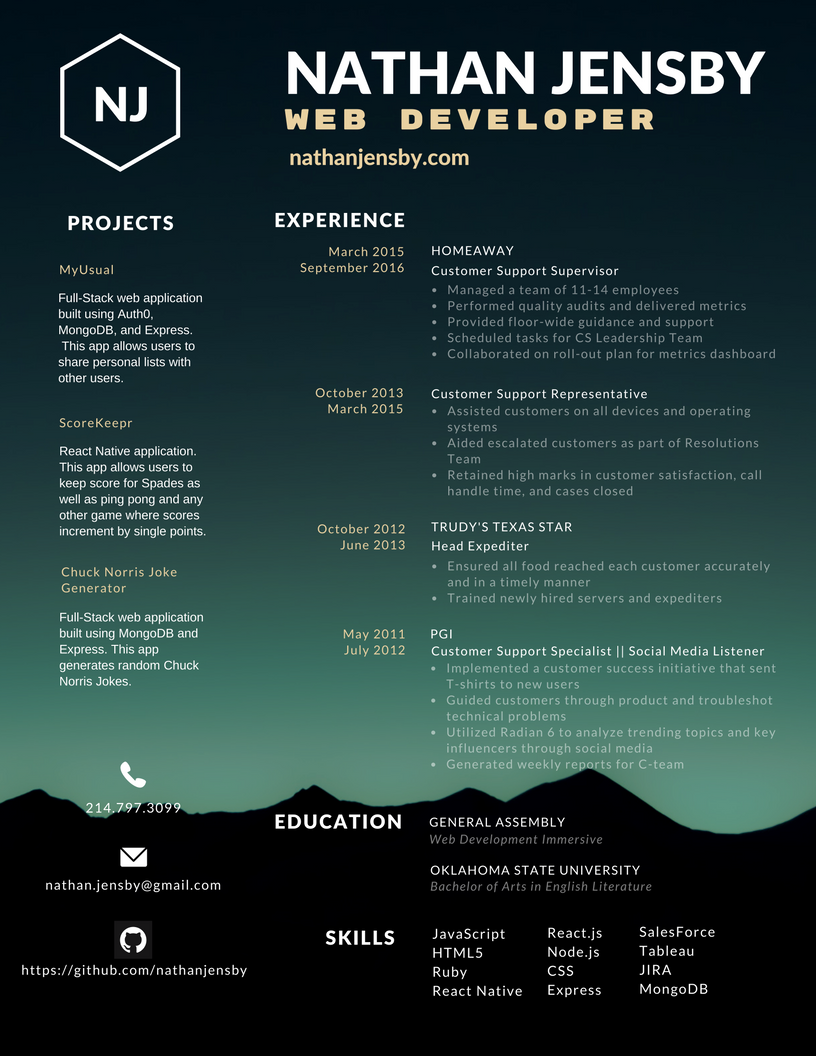 NJ
NATHAN JENSBY
WEB DEVELOPER
nathanjensby.com
PROJECTS
MyUsual
Full-Stack web application
built using Auth0,
MongoDB, and Express.
This app allows users to
share personal lists with
other users.
ScoreKeepr
React Native application.
This app allows users to
keep score for Spades as
well as ping pong and any
other game where scores
increment by single points.
Chuck Norris Joke
Generator
Full-Stack web application
built using MongoDB and
Express. This app
generates random Chuck
Norris Jokes.
214.797.3099
nathan.jensby@gmail.com
https://github.com/nathanjensby
EXPERIENCE
March 2015
September 2016
HOMEAWAY
Customer Support Supervisor
• Managed a team of 11-14 employees
• Performed quality audits and delivered metrics
• Provided floor-wide guidance and support
• Scheduled tasks for CS Leadership Team
• Collaborated on roll-out plan for metrics dashboard
October 2013
March 2015
Customer Support Representative
• Assisted customers on all devices and operating
systems
• Aided escalated customers as part of Resolutions
Team
• Retained high marks in customer satisfaction, call
handle time, and cases closed
October 2012
June 2013
TRUDY'S TEXAS STAR
Head Expediter
• Ensured all food reached each customer accurately
and in a timely manner
• Trained newly hired servers and expediters
May 2011
July 2012
PGI
Customer Support Specialist || Social Media Listener
• Implemented a customer success initiative that sent
T-shirts to new users
• Guided customers through product and troubleshot
technical problems
• Utilized Radian 6 to analyze trending topics and key
influencers through social media
• Generated weekly reports for C-team
EDUCATION
GENERAL ASSEMBLY
Web Development Immersive
OKLAHOMA STATE UNIVERSITY
Bachelor of Arts in English Literature
SKILLS
JavaScript
HTML5
Ruby
React Native
React.js
Node.js
CSS
Express
SalesForce
Tableau
JIRA
MongoDB